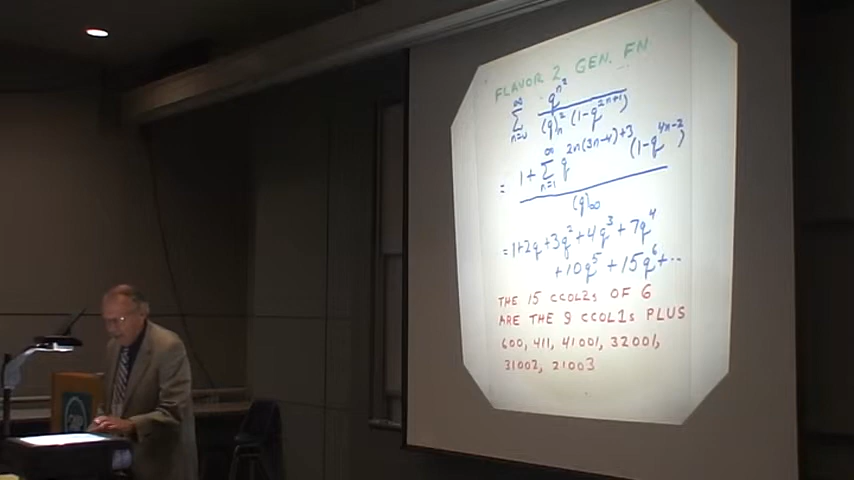 FLAVOR 2 GEN. FN
∞ Σ n=0 q^{n²} / (q)_n² (1-q^{2n+1})
= 1 + ∞ Σ n=1 q^{2n(3n-4)+3} (1-q^{4n-2}) / (q)∞
= 1+2q+3q²+4q³+7q⁴
+10q⁵+15q⁶+...
THE 15 CCOL2s OF 6
ARE THE 9 CCOL1s PLUS
600, 411, 41001, 32001,
31002, 21003